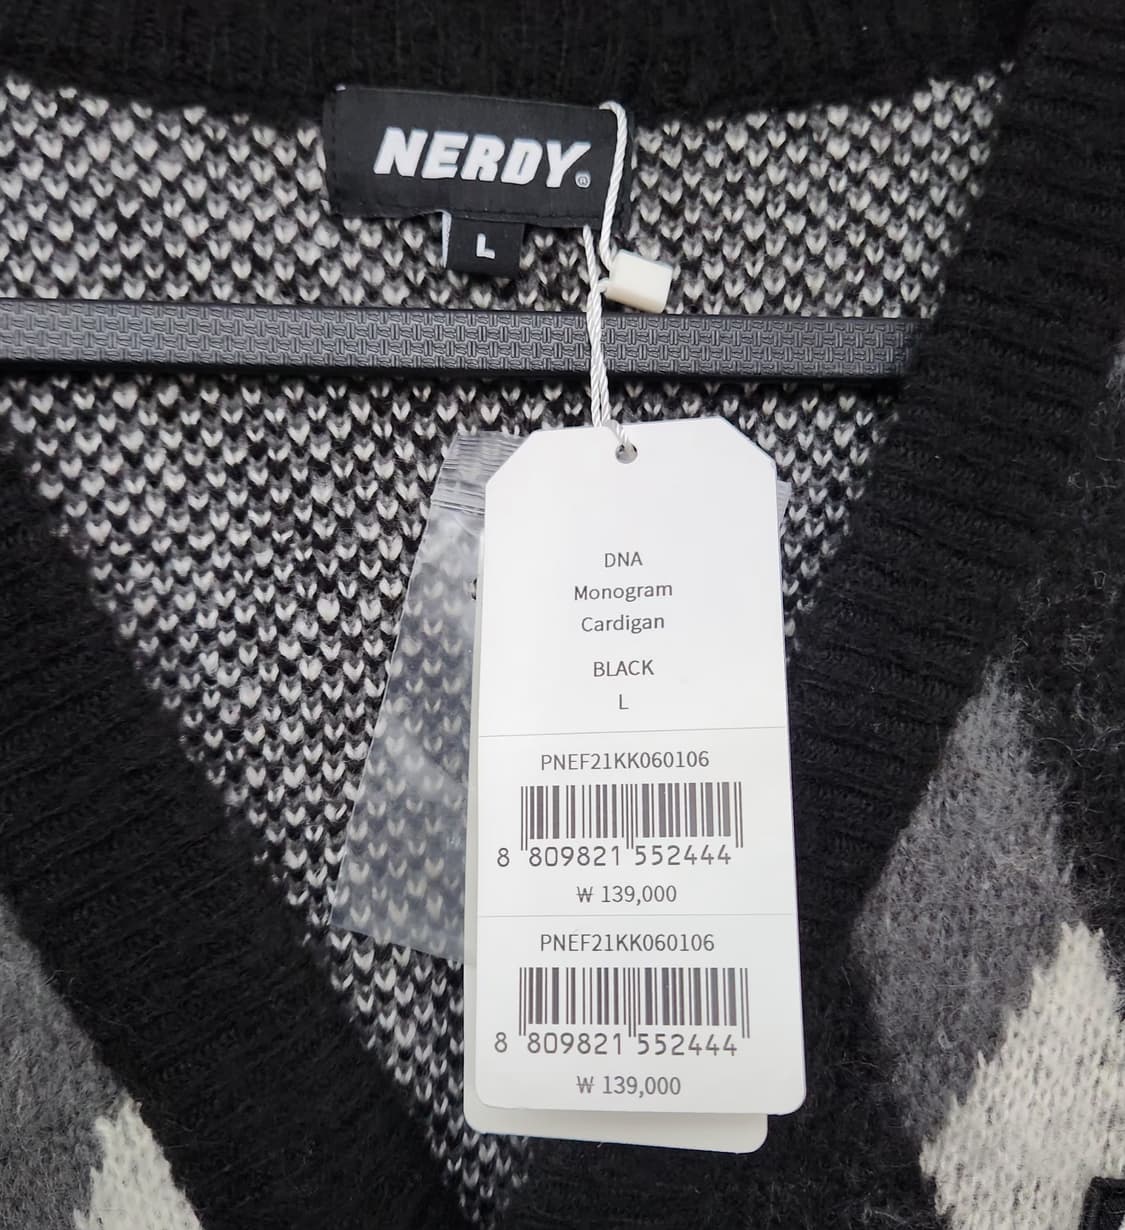 NERDY®
L
DNA
Monogram
Cardigan
BLACK
L
PNEF21KK060106
8 809821 552444
₩ 139,000
PNEF21KK060106
8 809821 552444
₩ 139,000